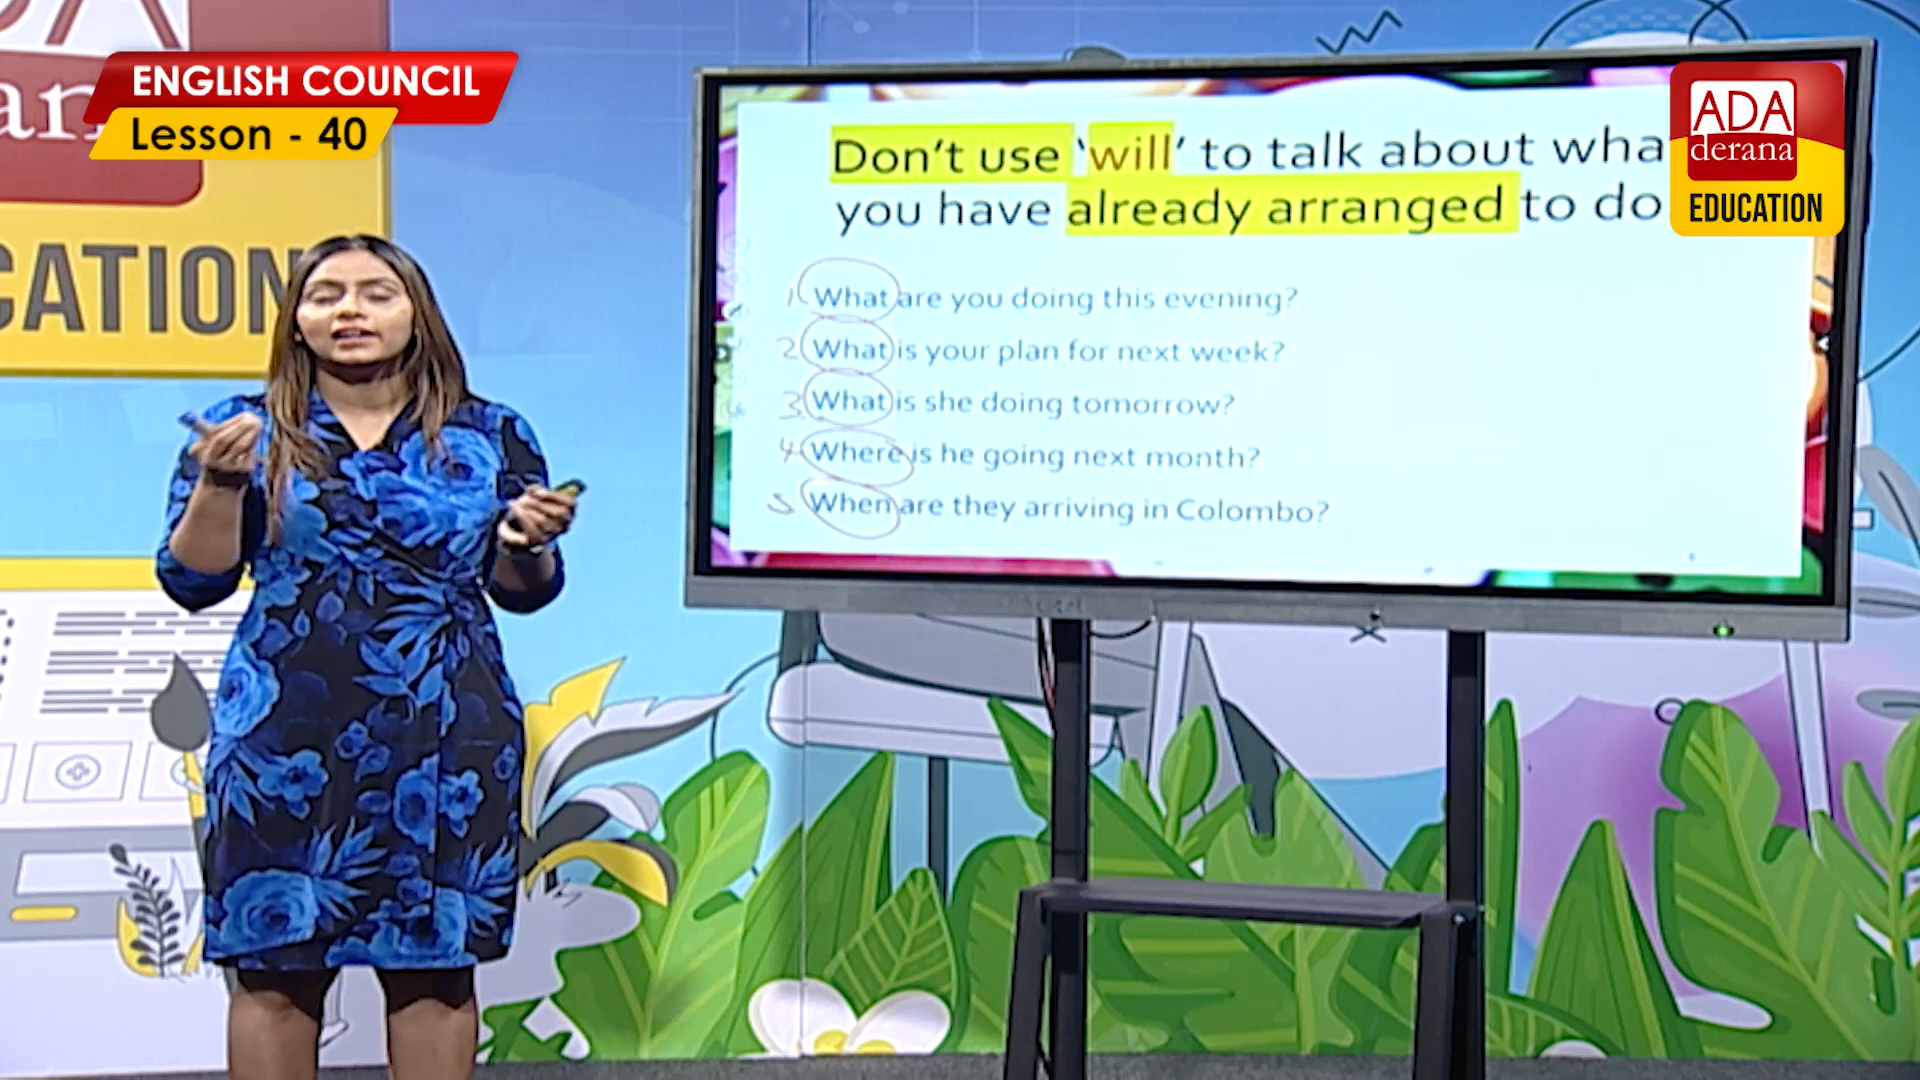 ENGLISH COUNCIL
Lesson - 40
CATION
ADA
derana
EDUCATION
Don't use 'will' to talk about wha
you have already arranged to do
1 What are you doing this evening?
2 What is your plan for next week?
3 What is she doing tomorrow?
4 Where is he going next month?
5 When are they arriving in Colombo?